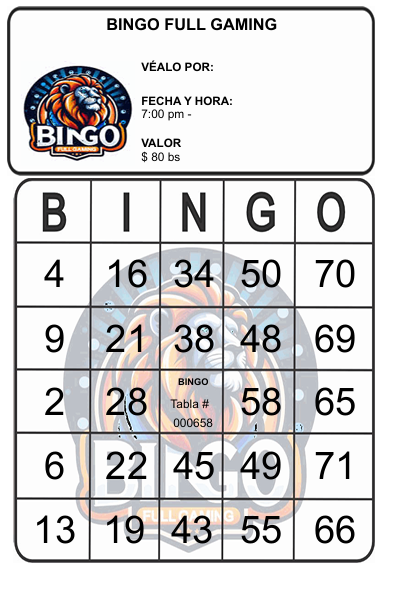 BINGO FULL GAMING
VÉALO POR:
FECHA Y HORA:
7:00 pm -
VALOR
$ 80 bs
BINGO
FULL GAMING
B I N G O
4 16 34 50 70
9 21 38 48 69
BINGO
2 28 Tabla # 58 65
000658
6 22 45 49 71
13 19 43 55 66
BINGO
FULL GAMING